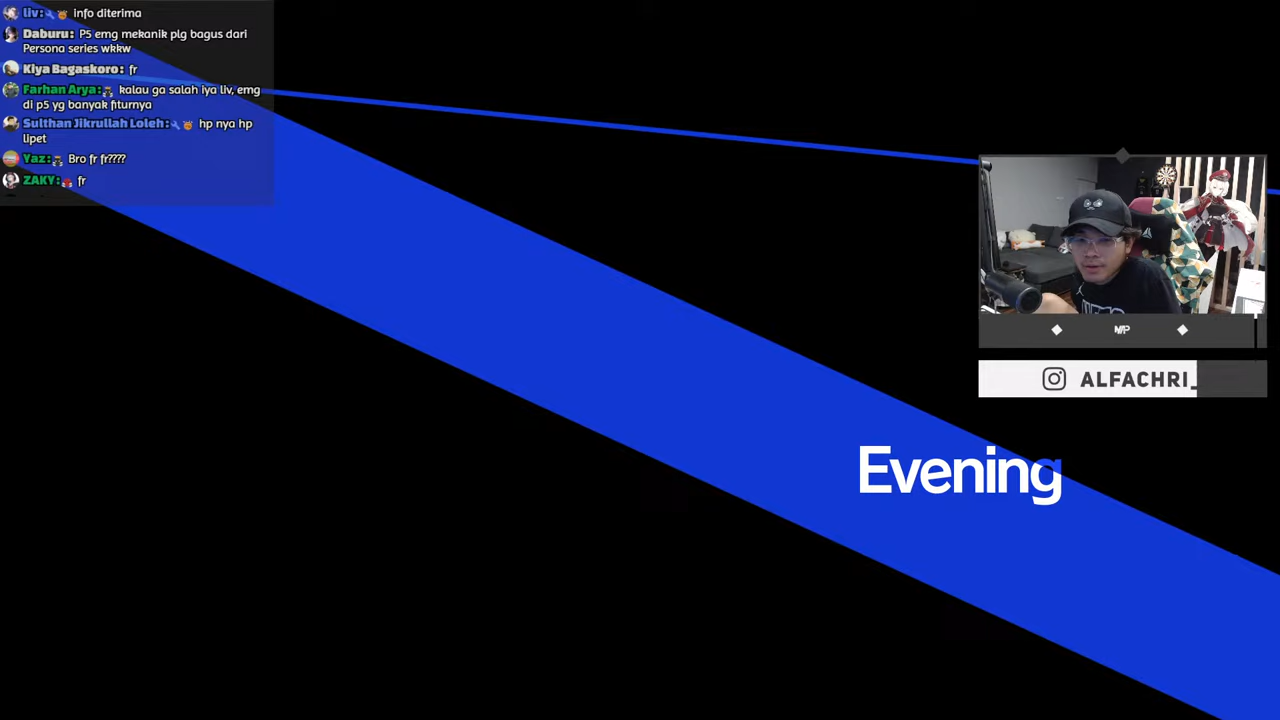 liv: info diterima
Daburu: P5 emg mekanik plg bagus dari
Persona series wkkw
Kiya Bagaskoro: fr
Farhan Arya: kalau ga salah iya liv, emg
di p5 yg banyak fiturnya
Sulthan Jikrullah Loleh: hp nya hp
lipet
Yaz: Bro fr fr????
ZAKY: fr
ALFACHRI_
Evening